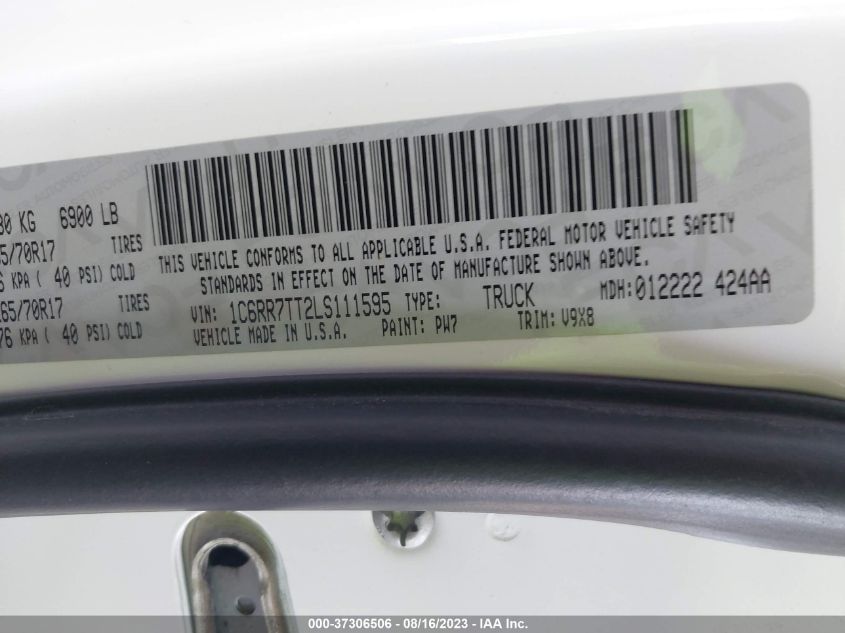 80 KG 6900 LB
5/70R17 TIRES
6 KPA ( 40 PSI) COLD
265/70R17 TIRES
76 KPA ( 40 PSI) COLD
THIS VEHICLE CONFORMS TO ALL APPLICABLE U.S.A. FEDERAL MOTOR VEHICLE SAFETY
STANDARDS IN EFFECT ON THE DATE OF MANUFACTURE SHOWN ABOVE.
VIN: 1C6RR7TT2LS111595 TYPE: TRUCK MDH: 012222 424AA
VEHICLE MADE IN U.S.A. PAINT: PW7 TRIM: V9X8
000-37306506 - 08/16/2023 - IAA Inc.